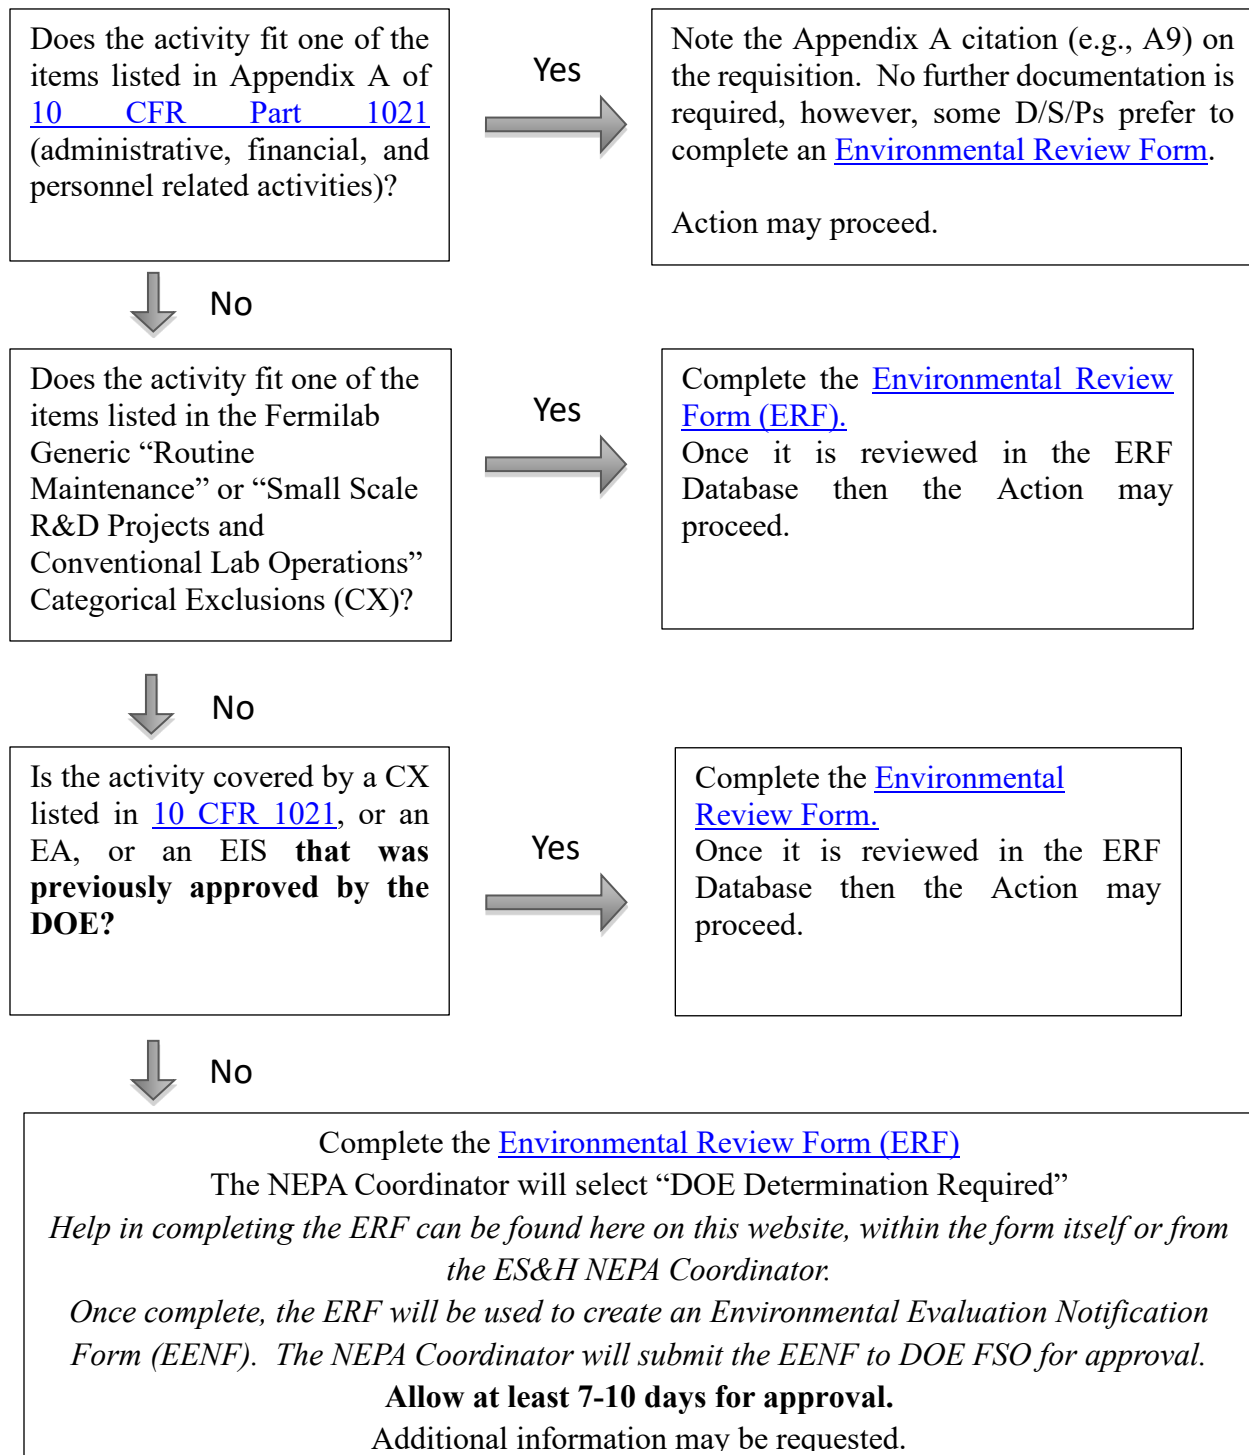 Does the activity fit one of the
items listed in Appendix A of
10 CFR Part 1021
(administrative, financial, and
personnel related activities)?
Yes
Note the Appendix A citation (e.g., A9) on
the requisition. No further documentation is
required, however, some D/S/Ps prefer to
complete an Environmental Review Form.
Action may proceed.
No
Does the activity fit one of the
items listed in the Fermilab
Generic “Routine
Maintenance” or “Small Scale
R&D Projects and
Conventional Lab Operations”
Categorical Exclusions (CX)?
Yes
Complete the Environmental Review
Form (ERF).
Once it is reviewed in the ERF
Database then the Action may
proceed.
No
Is the activity covered by a CX
listed in 10 CFR 1021, or an
EA, or an EIS that was
previously approved by the
DOE?
Yes
Complete the Environmental
Review Form.
Once it is reviewed in the ERF
Database then the Action may
proceed.
No
Complete the Environmental Review Form (ERF)
The NEPA Coordinator will select “DOE Determination Required”
Help in completing the ERF can be found here on this website, within the form itself or from
the ES&H NEPA Coordinator.
Once complete, the ERF will be used to create an Environmental Evaluation Notification
Form (EENF). The NEPA Coordinator will submit the EENF to DOE FSO for approval.
Allow at least 7-10 days for approval.
Additional information may be requested.